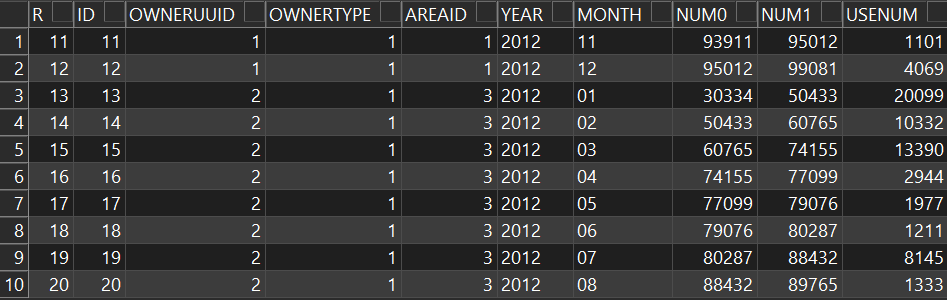 R ID OWNERUUID OWNERTYPE AREAID YEAR MONTH NUM0 NUM1 USENUM
1 11 11 1 1 1 2012 11 93911 95012 1101
2 12 12 1 1 1 2012 12 95012 99081 4069
3 13 13 2 1 3 2012 01 30334 50433 20099
4 14 14 2 1 3 2012 02 50433 60765 10332
5 15 15 2 1 3 2012 03 60765 74155 13390
6 16 16 2 1 3 2012 04 74155 77099 2944
7 17 17 2 1 3 2012 05 77099 79076 1977
8 18 18 2 1 3 2012 06 79076 80287 1211
9 19 19 2 1 3 2012 07 80287 88432 8145
10 20 20 2 1 3 2012 08 88432 89765 1333